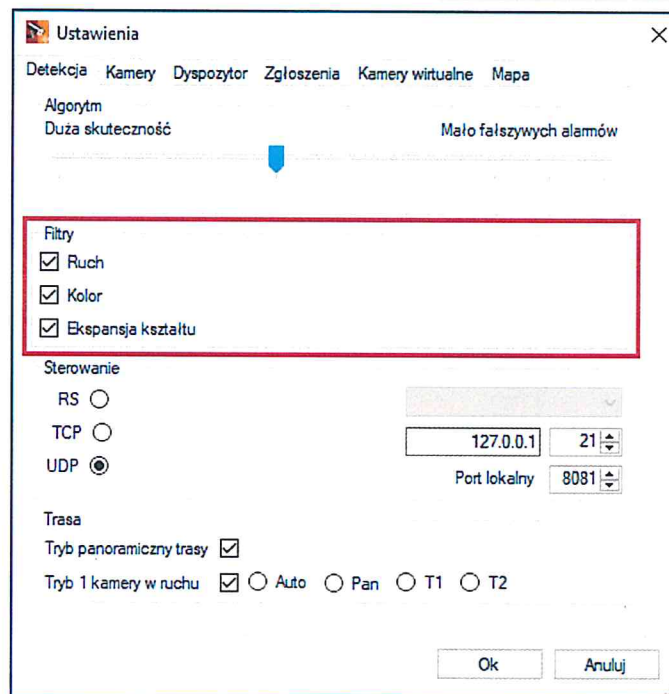 Ustawienia
Detekcja Kamery Dyspozytor Zgłoszenia Kamery wirtualne Mapa
Algorytm
Duża skuteczność Mało fałszywych alarmów
Filtry
Ruch
Kolor
Ekspansja kształtu
Sterowanie
RS
TCP 127.0.0.1 21
UDP Port lokalny 8081
Trasa
Tryb panoramiczny trasy
Tryb 1 kamery w ruchu Auto Pan T1 T2
Ok Anuluj